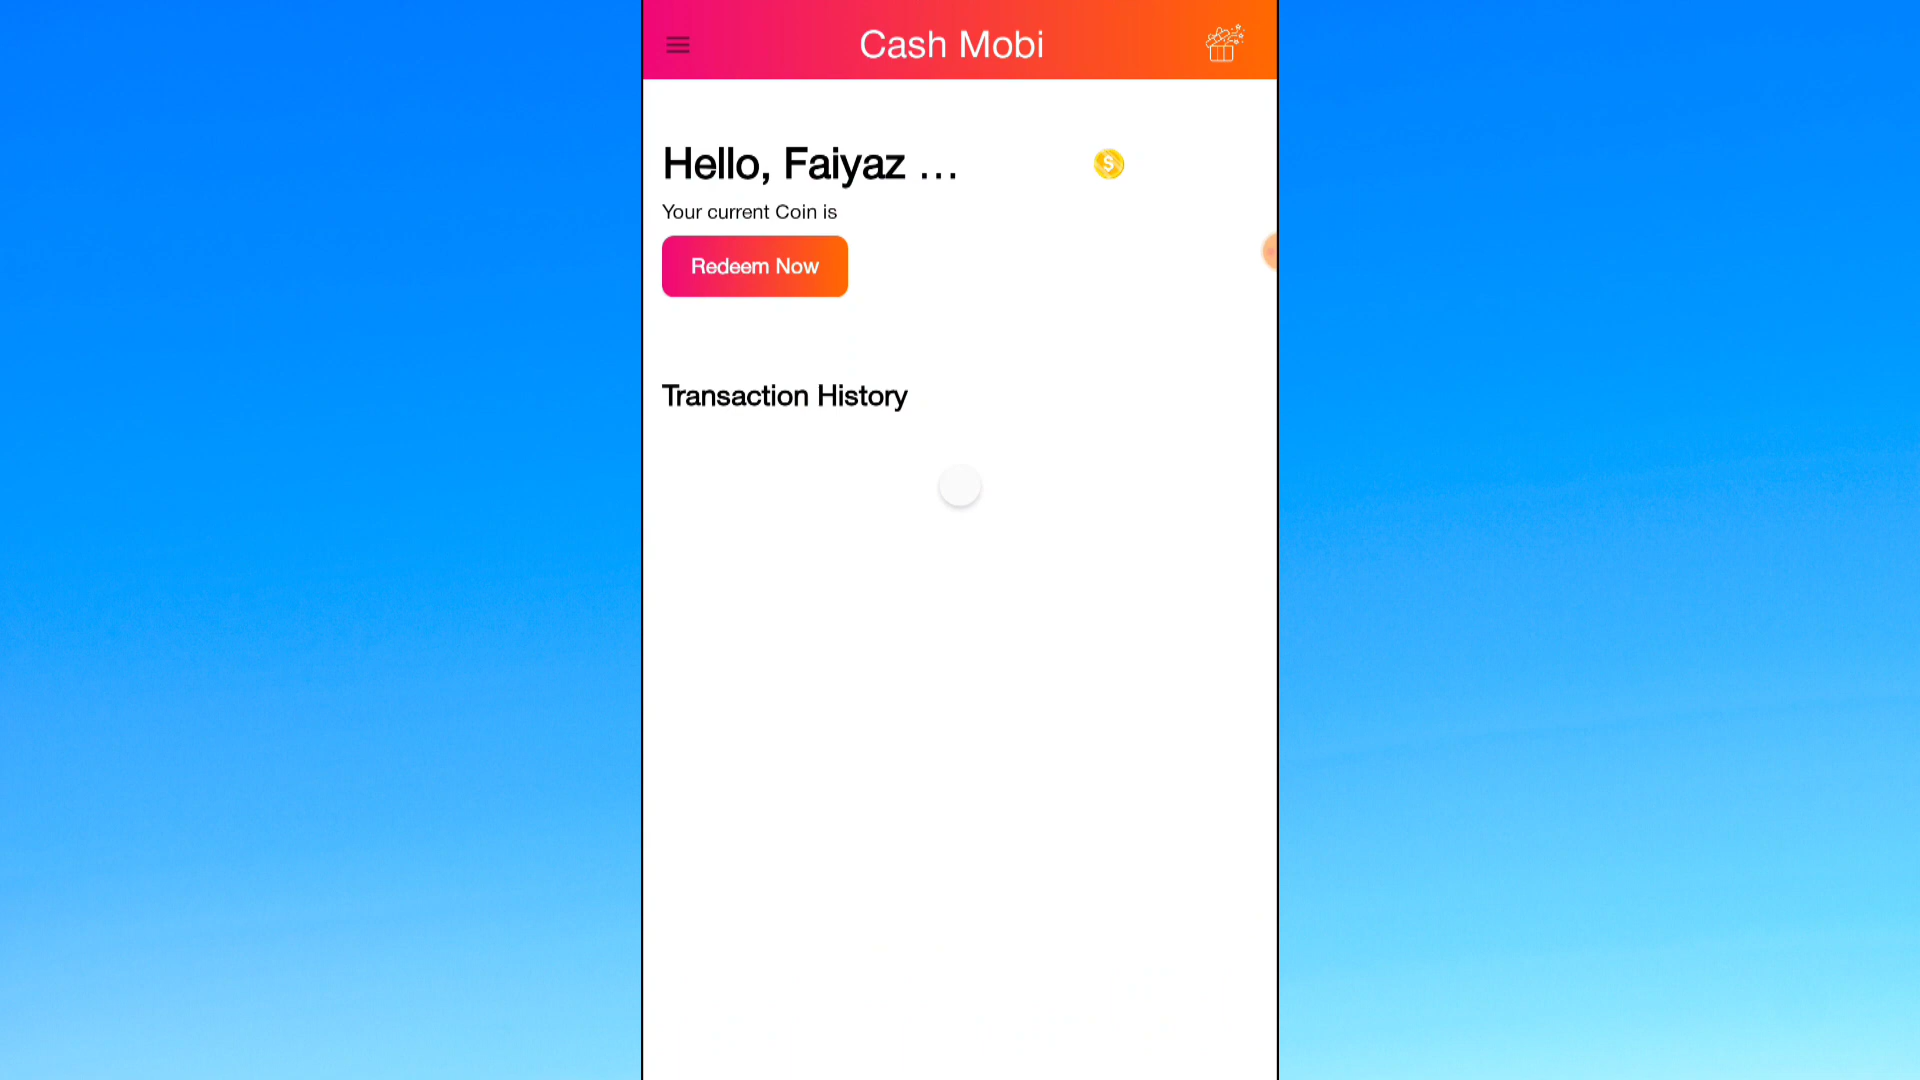 Cash Mobi
Hello, Faiyaz ...
Your current Coin is
Redeem Now
Transaction History